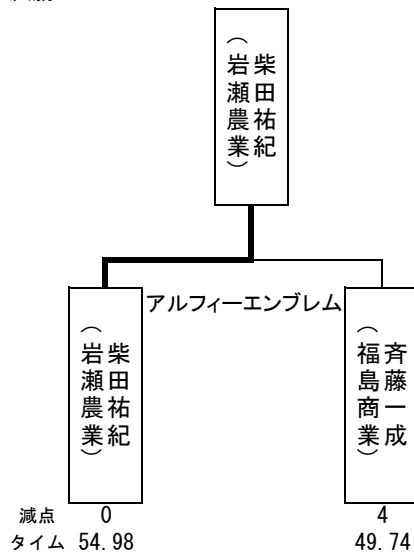 柴田祐紀
（岩瀬農業）
アルフィーエンブレム
柴田祐紀
（岩瀬農業）
斉藤一成
（福島商業）
減点 0 4
タイム 54.98 49.74